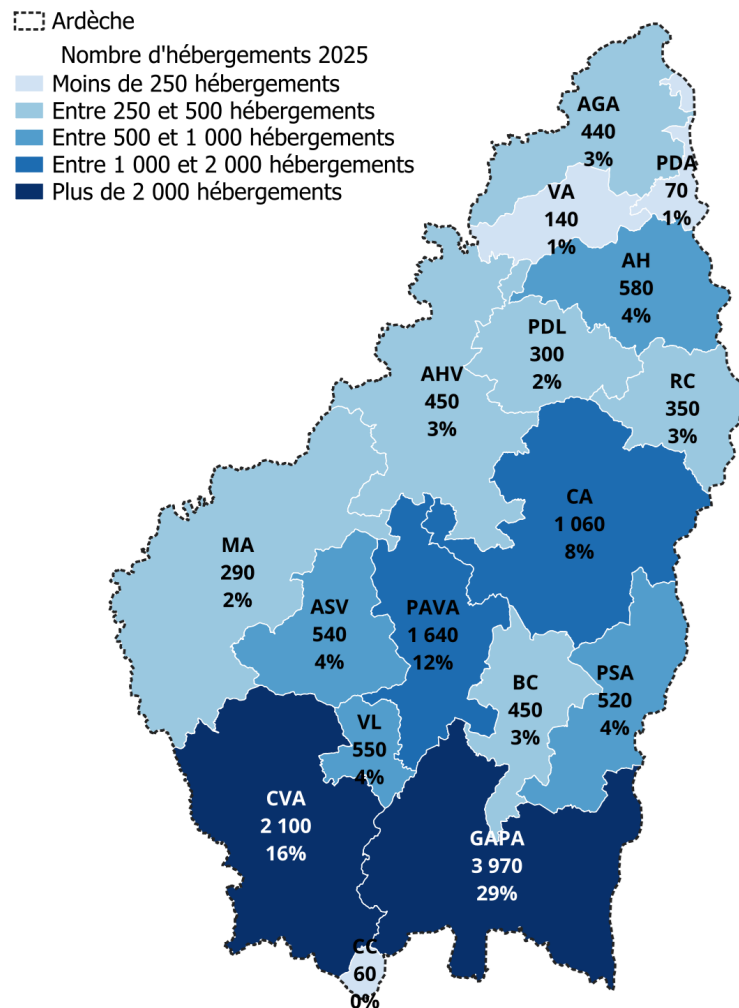 Ardèche
Nombre d'hébergements 2025
Moins de 250 hébergements
Entre 250 et 500 hébergements
Entre 500 et 1 000 hébergements
Entre 1 000 et 2 000 hébergements
Plus de 2 000 hébergements
AGA
440
3%
PDA
70
1%
VA
140
1%
AH
580
4%
PDL
300
2%
AHV
450
3%
RC
350
3%
CA
1 060
8%
MA
290
2%
ASV
540
4%
PAVA
1 640
12%
BC
450
3%
PSA
520
4%
VL
550
4%
CVA
2 100
16%
GAPA
3 970
29%
CC
60
0%